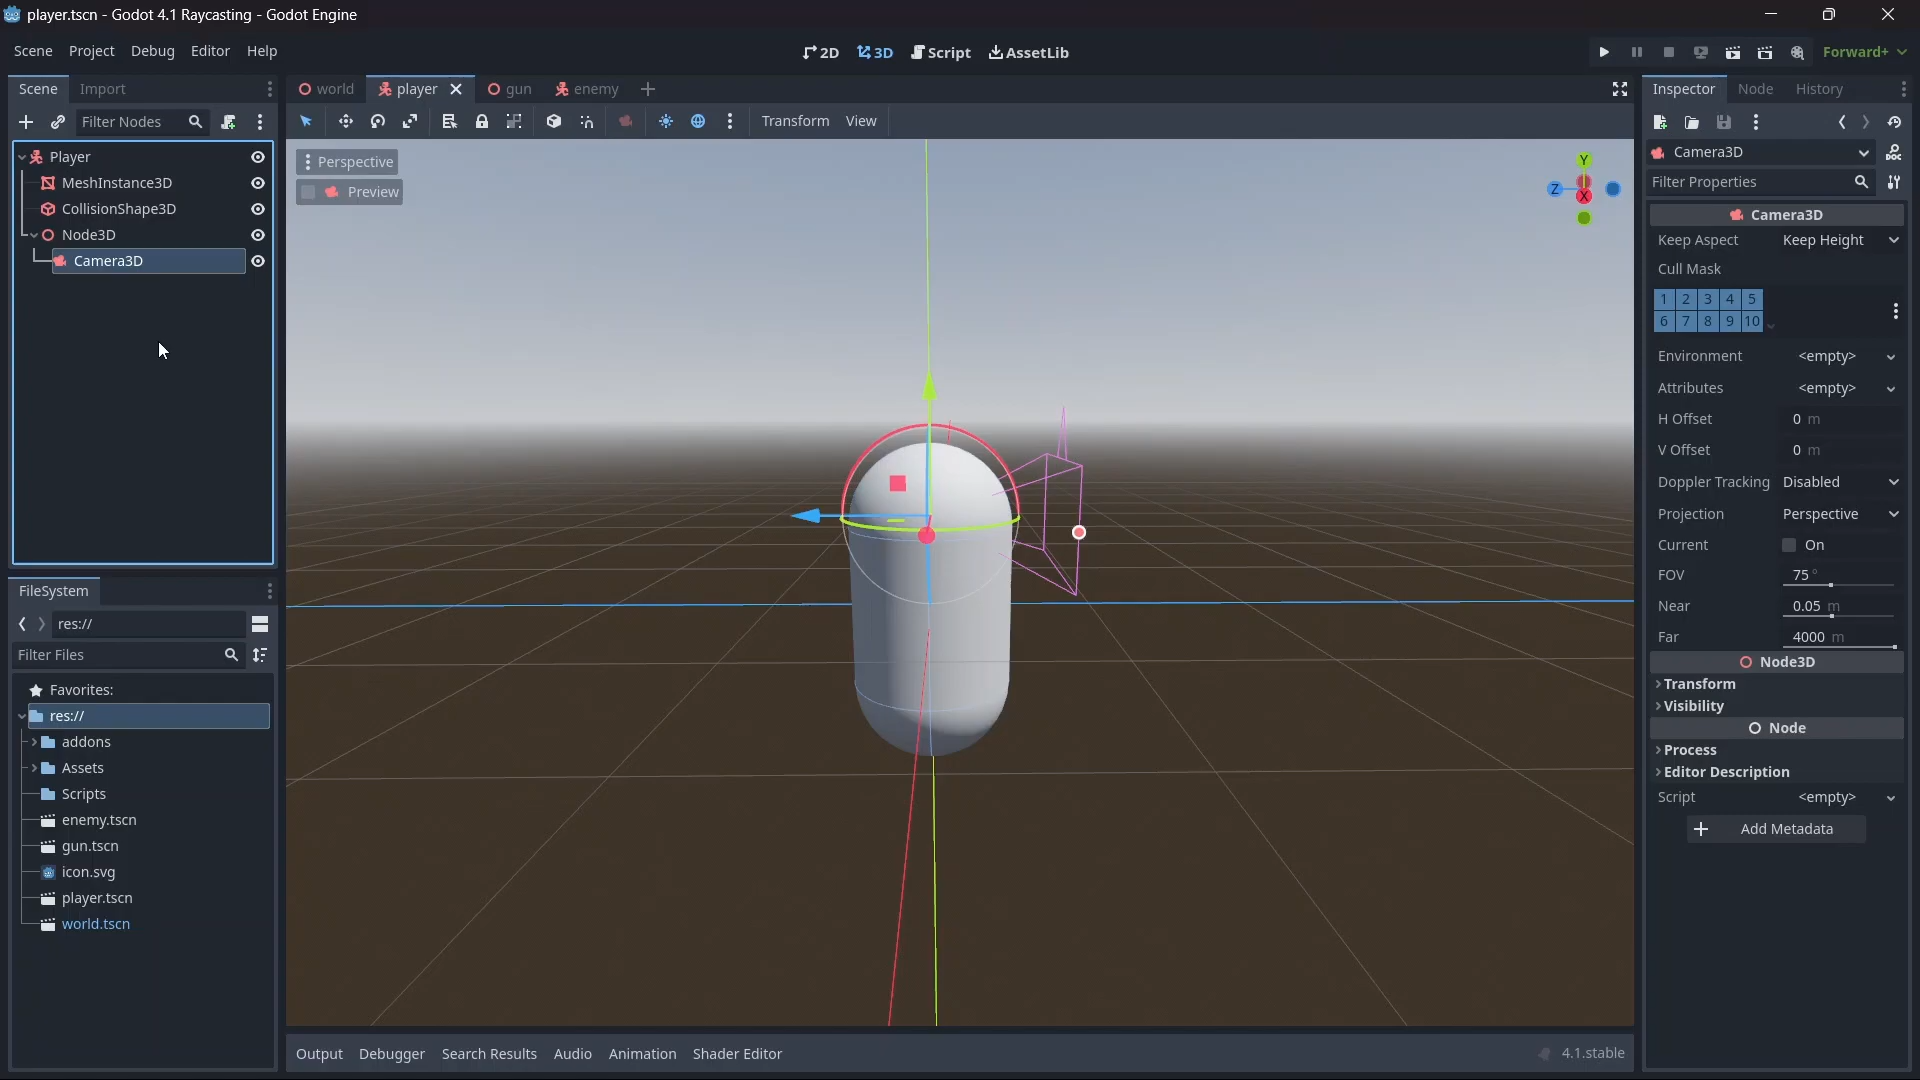 player.tscn - Godot 4.1 Raycasting - Godot Engine
Scene Project Debug Editor Help
2D 3D Script AssetLib
Forward+
Scene Import
world player gun enemy
Inspector Node History
Filter Nodes
Transform View
Player
MeshInstance3D
CollisionShape3D
Node3D
Camera3D
Perspective
Preview
Y
Z
X
Camera3D
Filter Properties
Camera3D
Keep Aspect Keep Height
Cull Mask
1 2 3 4 5
6 7 8 9 10
Environment <empty>
Attributes <empty>
H Offset 0 m
V Offset 0 m
Doppler Tracking Disabled
Projection Perspective
Current On
FOV 75 °
Near 0.05 m
Far 4000 m
Node3D
Transform
Visibility
Node
Process
Editor Description
Script <empty>
Add Metadata
FileSystem
res://
Filter Files
Favorites:
res://
addons
Assets
Scripts
enemy.tscn
gun.tscn
icon.svg
player.tscn
world.tscn
Output Debugger Search Results Audio Animation Shader Editor
4.1.stable